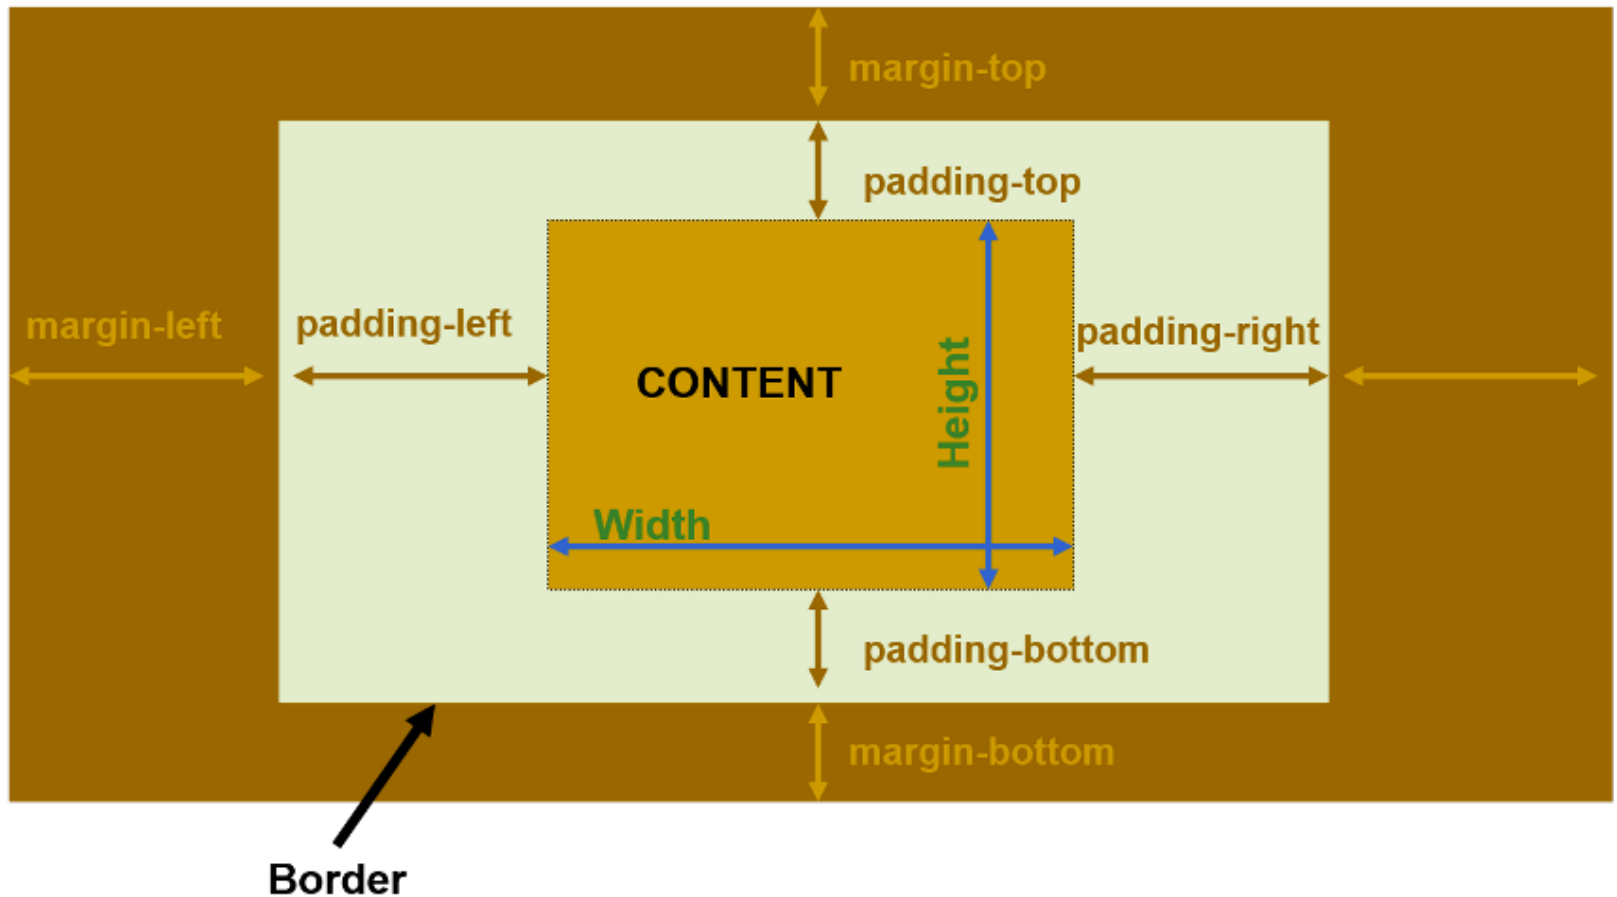 margin-top
padding-top
margin-left
padding-left
padding-right
CONTENT
Height
Width
padding-bottom
margin-bottom
Border